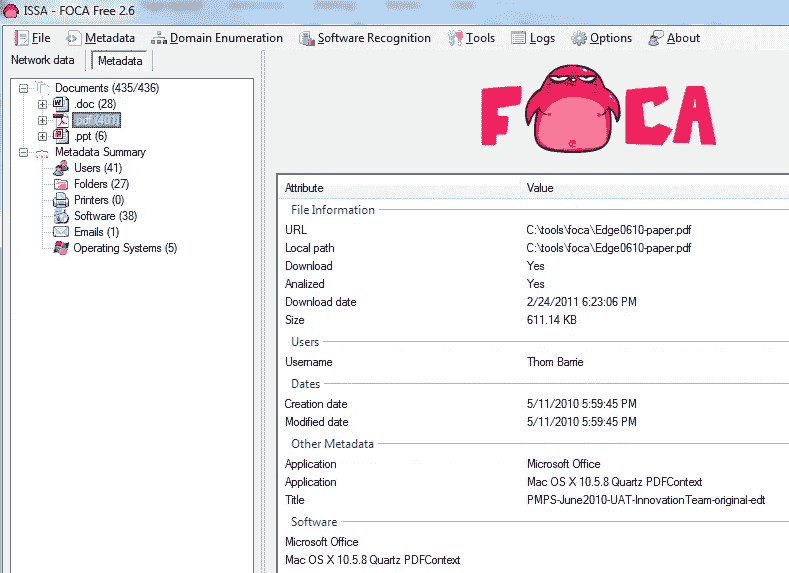 ISSA - FOCA Free 2.6
File Metadata Domain Enumeration Software Recognition Tools Logs Options About
Network data Metadata
Documents (435/436)
.doc (28)
.pdf (401)
.ppt (6)
Metadata Summary
Users (41)
Folders (27)
Printers (0)
Software (38)
Emails (1)
Operating Systems (5)
FOCA
Attribute Value
File Information
URL C:\tools\foca\Edge0610-paper.pdf
Local path C:\tools\foca\Edge0610-paper.pdf
Download Yes
Analized Yes
Download date 2/24/2011 6:23:06 PM
Size 611.14 KB
Users
Username Thom Barrie
Dates
Creation date 5/11/2010 5:59:45 PM
Modified date 5/11/2010 5:59:45 PM
Other Metadata
Application Microsoft Office
Application Mac OS X 10.5.8 Quartz PDFContext
Title PMPS-June2010-UAT-InnovationTeam-original-edt
Software
Microsoft Office
Mac OS X 10.5.8 Quartz PDFContext